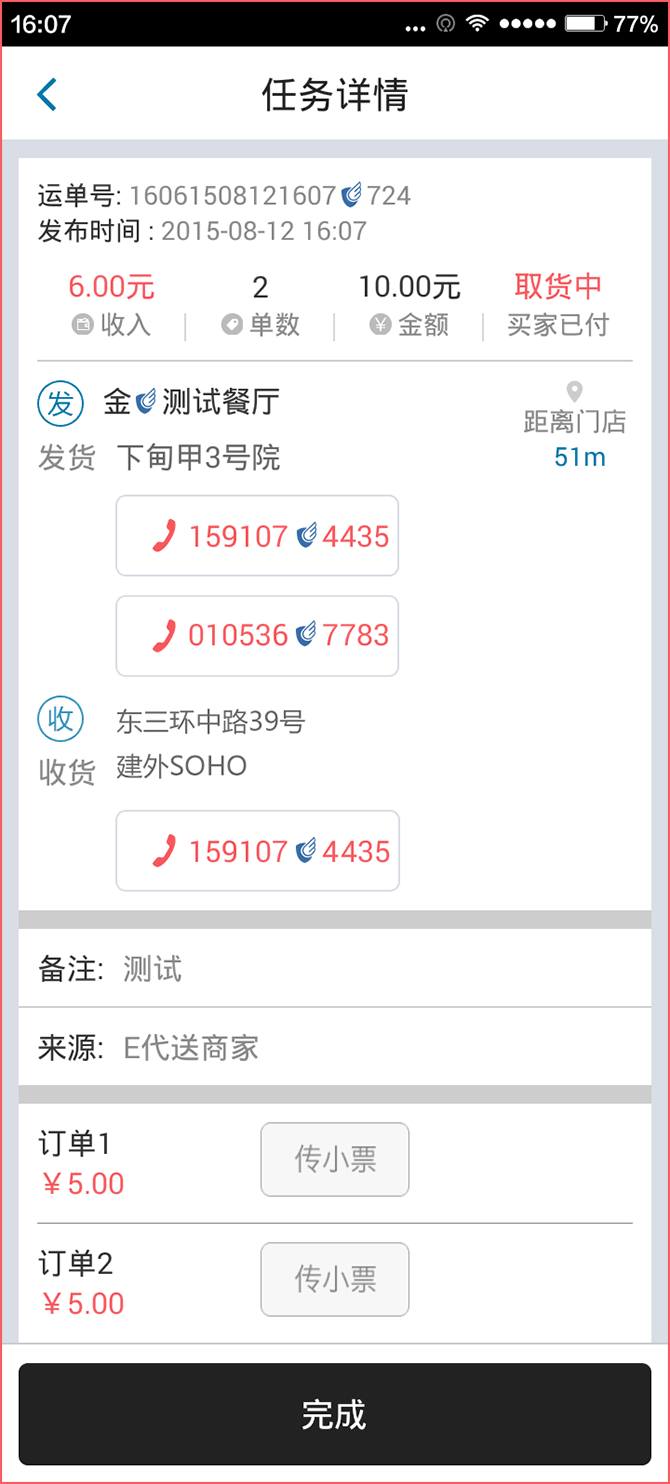 16:07
77%
任务详情
运单号: 16061508121607 724
发布时间 : 2015-08-12 16:07
6.00元 2 10.00元 取货中
收入 单数 金额 买家已付
发 金 测试餐厅
距离门店
发货 下甸甲3号院
51m
159107 4435
010536 7783
收 东三环中路39号
收货 建外SOHO
159107 4435
备注: 测试
来源: E代送商家
订单1
¥5.00
传小票
订单2
¥5.00
传小票
完成